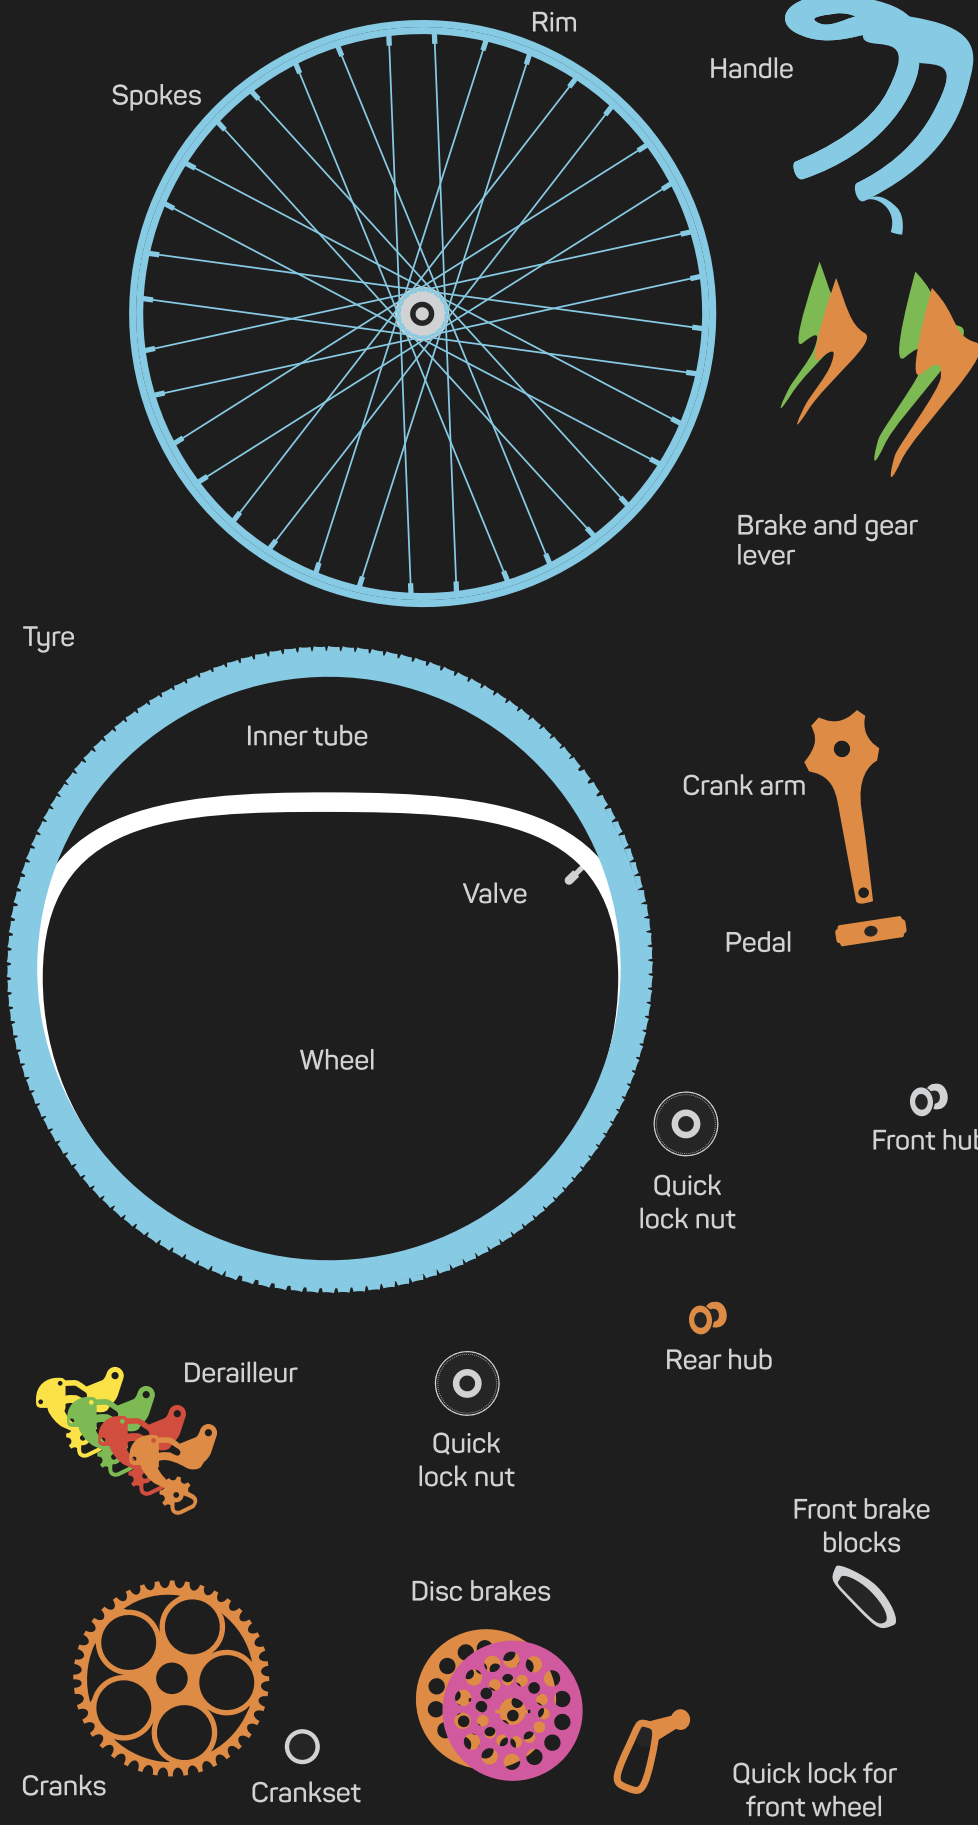 Rim
Handle
Spokes
Brake and gear
lever
Tyre
Inner tube
Crank arm
Valve
Pedal
Wheel
Front hub
Quick
lock nut
Rear hub
Derailleur
Quick
lock nut
Front brake
blocks
Disc brakes
Cranks
Crankset
Quick lock for
front wheel